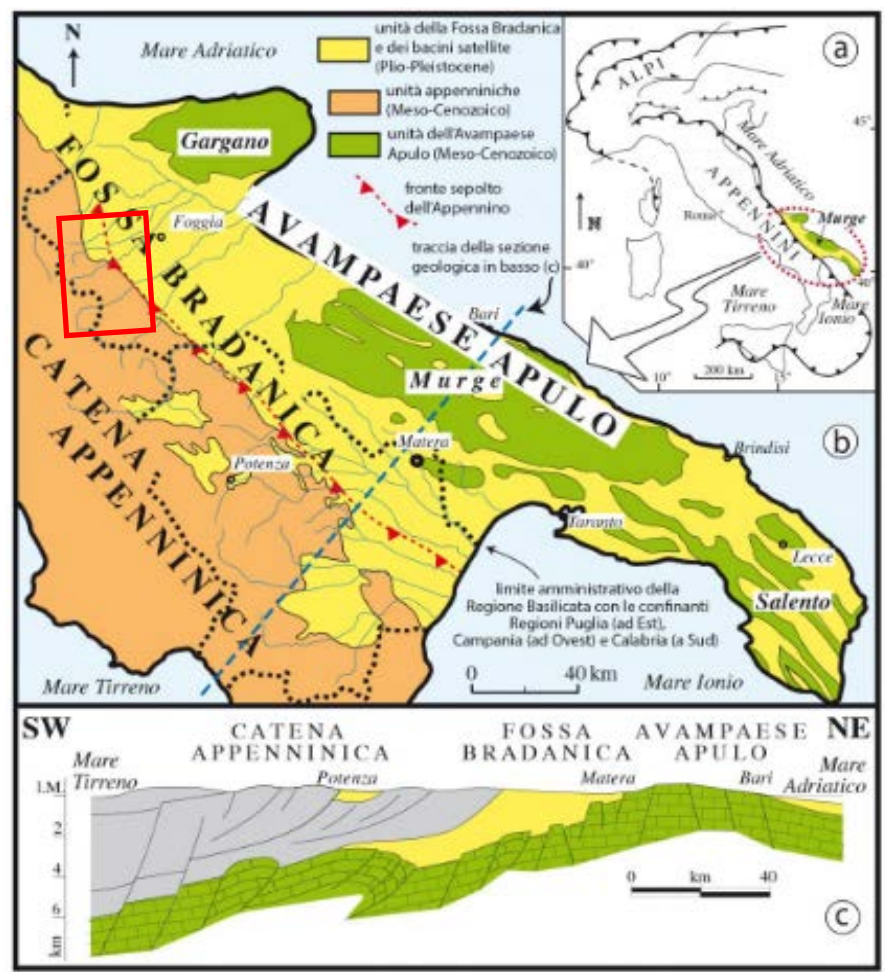 N
Mare Adriatico
unità della Fossa Bradanica
e dei bacini satellite
(Plio-Pleistocene)
unità appenniniche
(Meso-Cenozoico)
unità dell'Avampaese
Apulo (Meso-Cenozoico)
fronte sepolto
dell'Appennino
traccia della sezione
geologica in basso (c)
a
ALPI
45°
Mare Adriatico
APPENNINI
N
Roma
Murge
40°
40°
Mare
Tirreno
Mare
Ionio
200 km
10°
15°
Gargano
FOSSA BRADANICA
Foggia
AVAMPAESE APULO
Bari
Murge
CATENA
APPENNINICA
Matera
Potenza
b
Brindisi
Taranto
Lecce
Salento
limite amministrativo della
Regione Basilicata con le confinanti
Regioni Puglia (ad Est),
Campania (ad Ovest) e Calabria (a Sud)
0 40 km
Mare Tirreno
Mare Ionio
SW
CATENA
APPENNINICA
FOSSA
BRADANICA
AVAMPAESE
APULO
NE
Mare
Tirreno
Potenza
Matera
Bari
Mare
Adriatico
l.M.
2
4
6
km
0 km 40
c